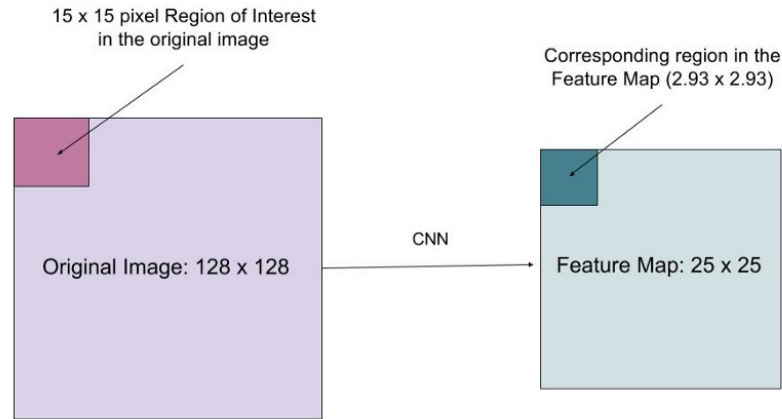 15 x 15 pixel Region of Interest
in the original image
Corresponding region in the
Feature Map (2.93 x 2.93)
Original Image: 128 x 128
CNN
Feature Map: 25 x 25